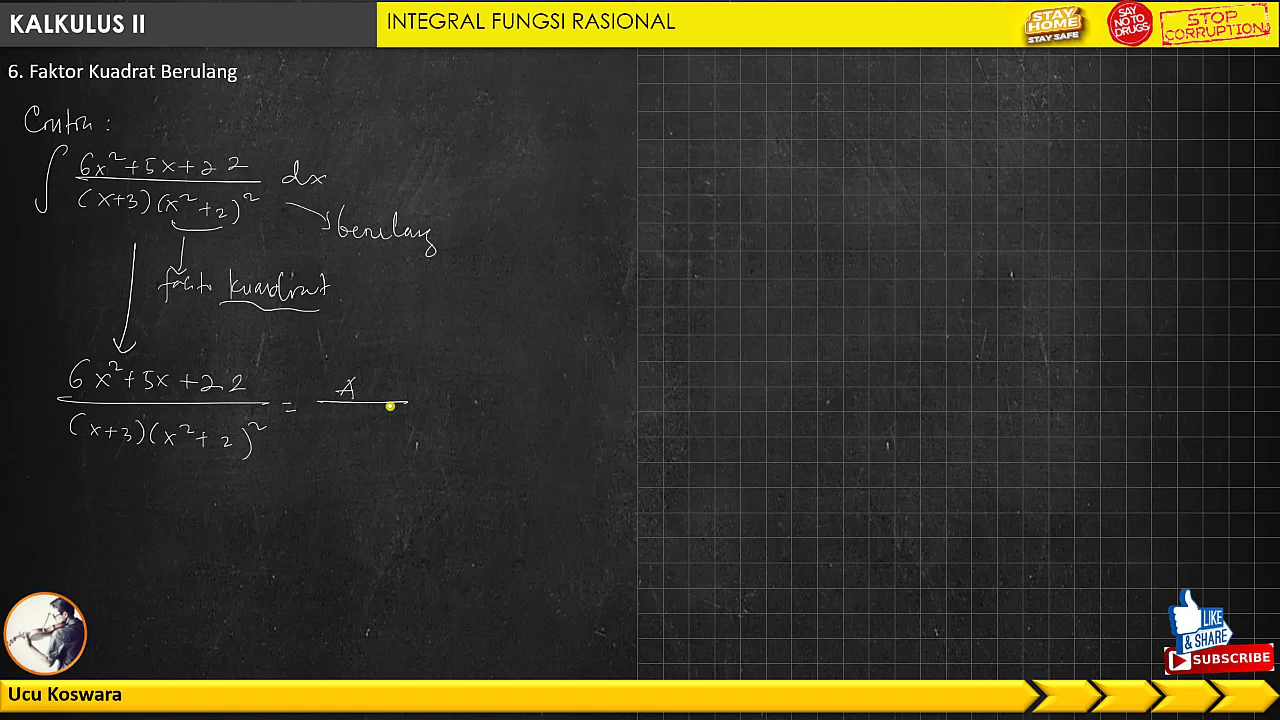 KALKULUS II
INTEGRAL FUNGSI RASIONAL
STAY HOME
STAY SAFE
SAY NO TO DRUGS
STOP CORRUPTION
6. Faktor Kuadrat Berulang
Contoh :
∫ (6x²+5x+22)/((x+3)(x²+2)²) dx
berulang
faktor kuadrat
(6x²+5x+22)/((x+3)(x²+2)²) = A
LIKE & SHARE
SUBSCRIBE
Ucu Koswara